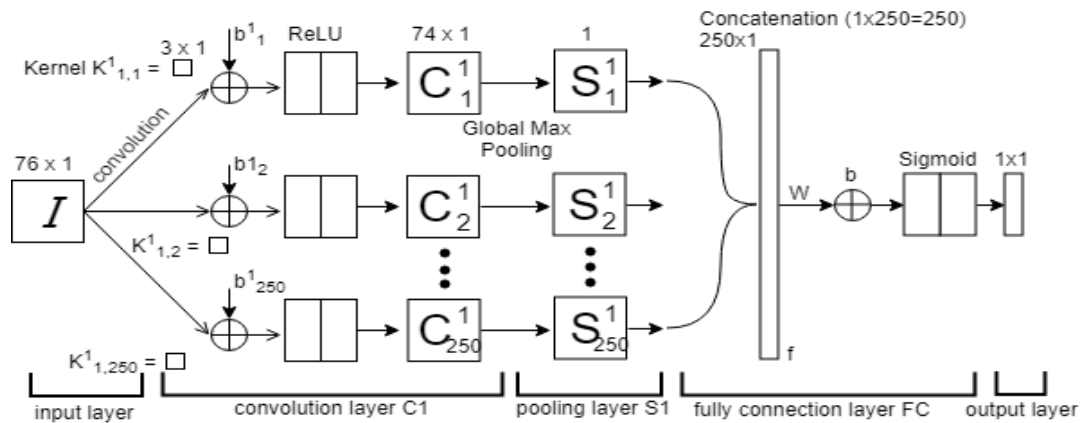 Concatenation (1x250=250)
b¹₁ ReLU 74 x 1 1 250x1
3 x 1
Kernel K¹₁,₁ =
C¹₁ S¹₁
convolution
Global Max
Pooling
76 x 1
b1₂ Sigmoid 1x1
I C¹₂ S¹₂ W b
K¹₁,₂ =
b¹₂₅₀
C¹₂₅₀ S¹₂₅₀
K¹₁,₂₅₀ = f
input layer convolution layer C1 pooling layer S1 fully connection layer FC output layer